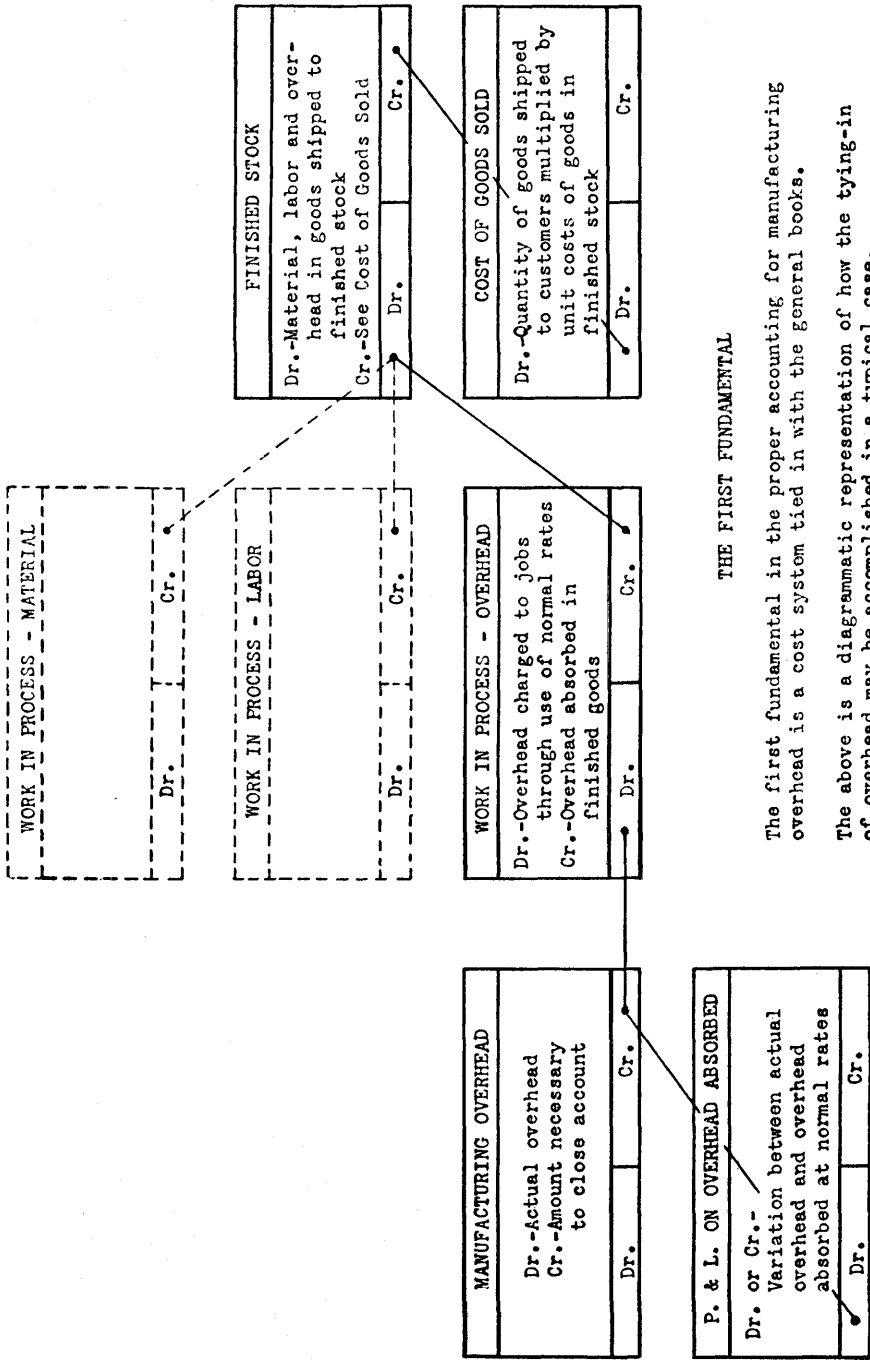 MANUFACTURING OVERHEAD
Dr.-Actual overhead
Cr.-Amount necessary
to close account
Dr.
Cr.
P. & L. ON OVERHEAD ABSORBED
Dr. or Cr.-
Variation between actual
overhead and overhead
absorbed at normal rates
Dr.
Cr.
WORK IN PROCESS - MATERIAL
Dr.
Cr.
WORK IN PROCESS - LABOR
Dr.
Cr.
WORK IN PROCESS - OVERHEAD
Dr.-Overhead charged to jobs
through use of normal rates
Cr.-Overhead absorbed in
finished goods
Dr.
Cr.
FINISHED STOCK
Dr.-Material, labor and over-
head in goods shipped to
finished stock
Cr.-See Cost of Goods Sold
Dr.
Cr.
COST OF GOODS SOLD
Dr.-Quantity of goods shipped
to customers multiplied by
unit costs of goods in
finished stock
Dr.
Cr.
THE FIRST FUNDAMENTAL
The first fundamental in the proper accounting for manufacturing
overhead is a cost system tied in with the general books.
The above is a diagrammatic representation of how the tying-in
of overhead may be accomplished in a typical case.